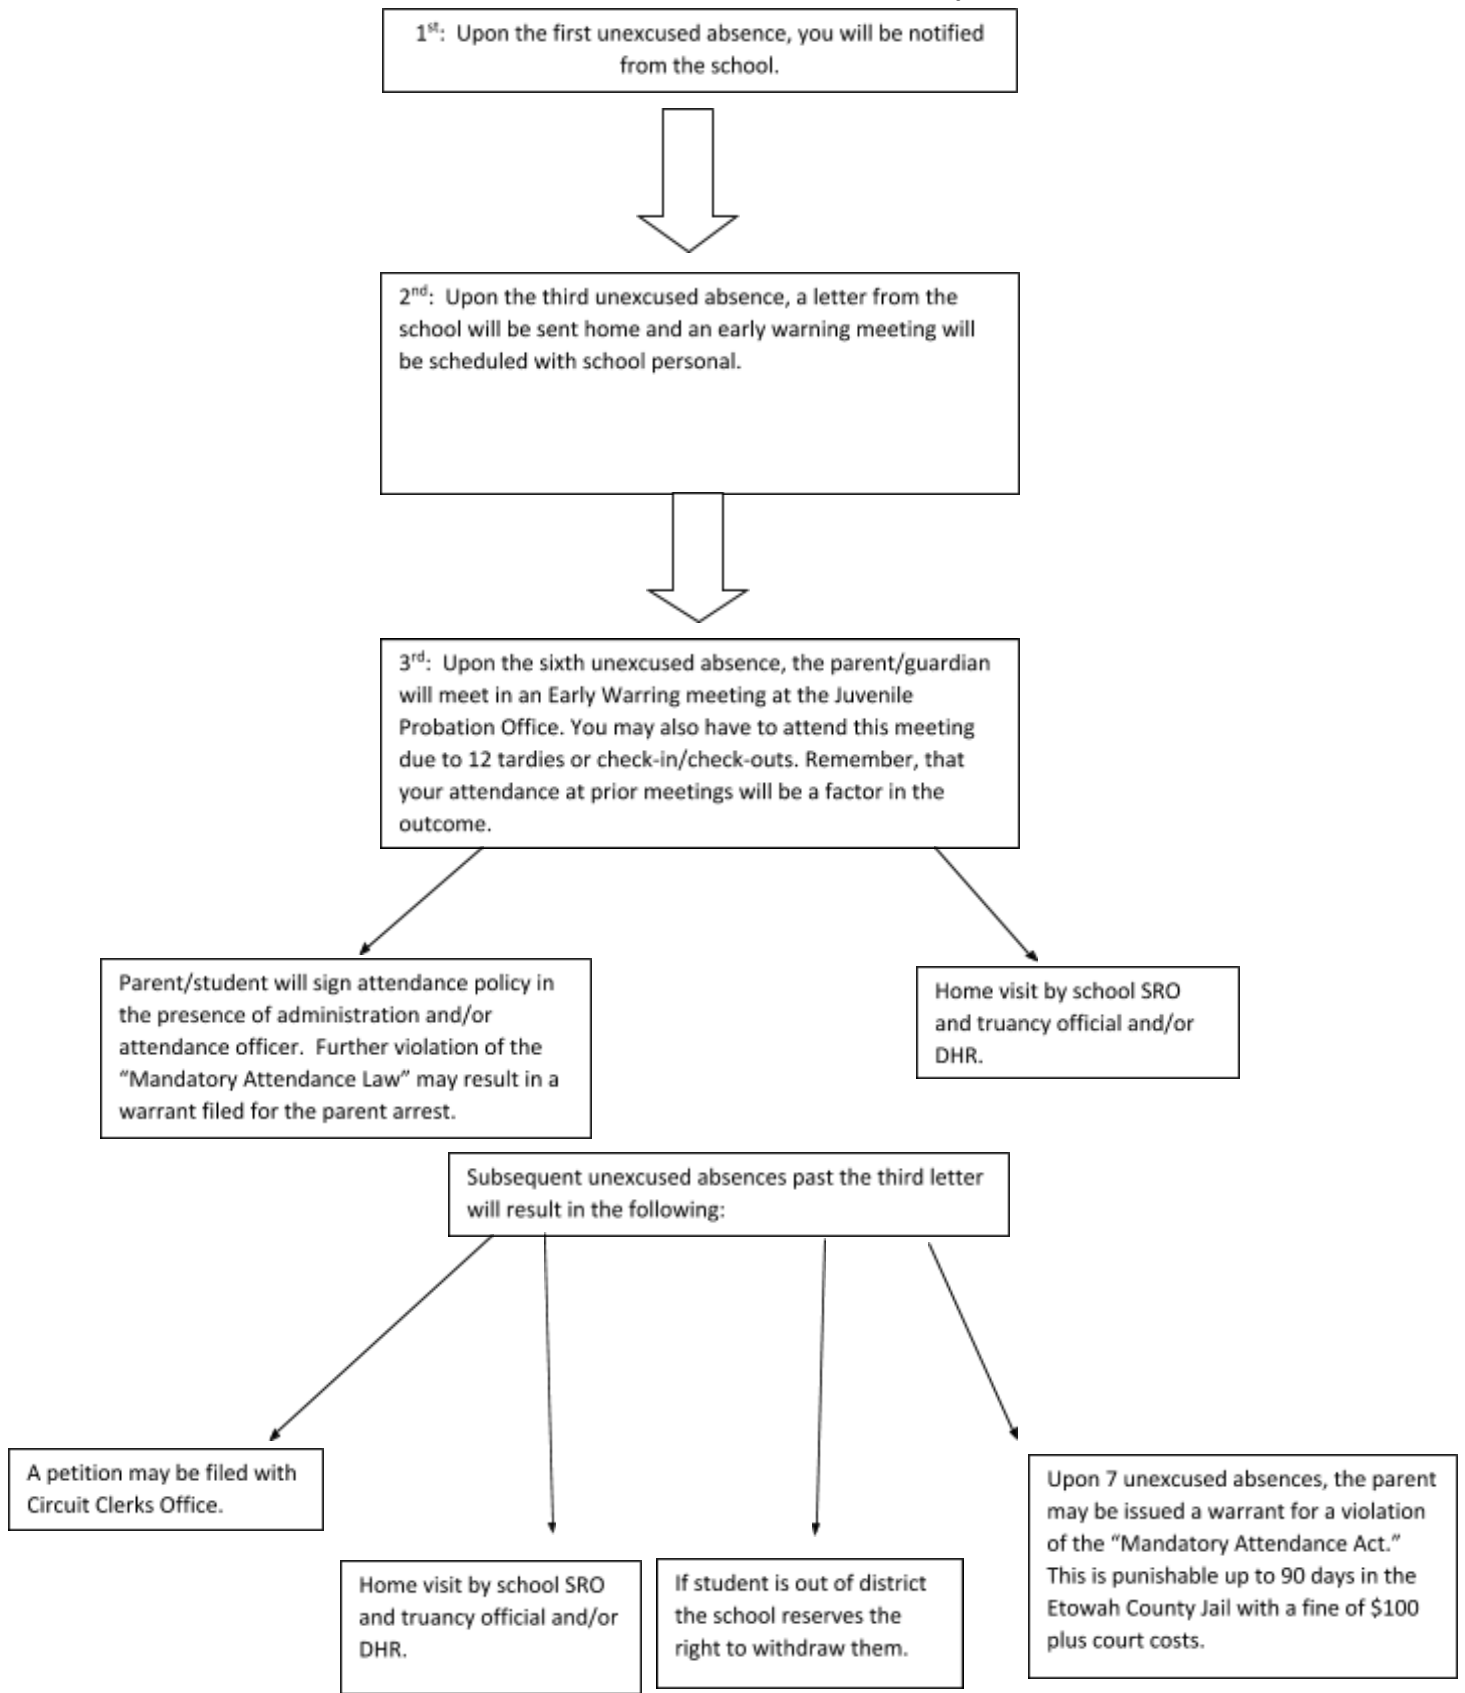 1st: Upon the first unexcused absence, you will be notified
from the school.
2nd: Upon the third unexcused absence, a letter from the
school will be sent home and an early warning meeting will
be scheduled with school personal.
3rd: Upon the sixth unexcused absence, the parent/guardian
will meet in an Early Warring meeting at the Juvenile
Probation Office. You may also have to attend this meeting
due to 12 tardies or check-in/check-outs. Remember, that
your attendance at prior meetings will be a factor in the
outcome.
Parent/student will sign attendance policy in
the presence of administration and/or
attendance officer. Further violation of the
“Mandatory Attendance Law” may result in a
warrant filed for the parent arrest.
Home visit by school SRO
and truancy official and/or
DHR.
Subsequent unexcused absences past the third letter
will result in the following:
A petition may be filed with
Circuit Clerks Office.
Home visit by school SRO
and truancy official and/or
DHR.
If student is out of district
the school reserves the
right to withdraw them.
Upon 7 unexcused absences, the parent
may be issued a warrant for a violation
of the “Mandatory Attendance Act.”
This is punishable up to 90 days in the
Etowah County Jail with a fine of $100
plus court costs.